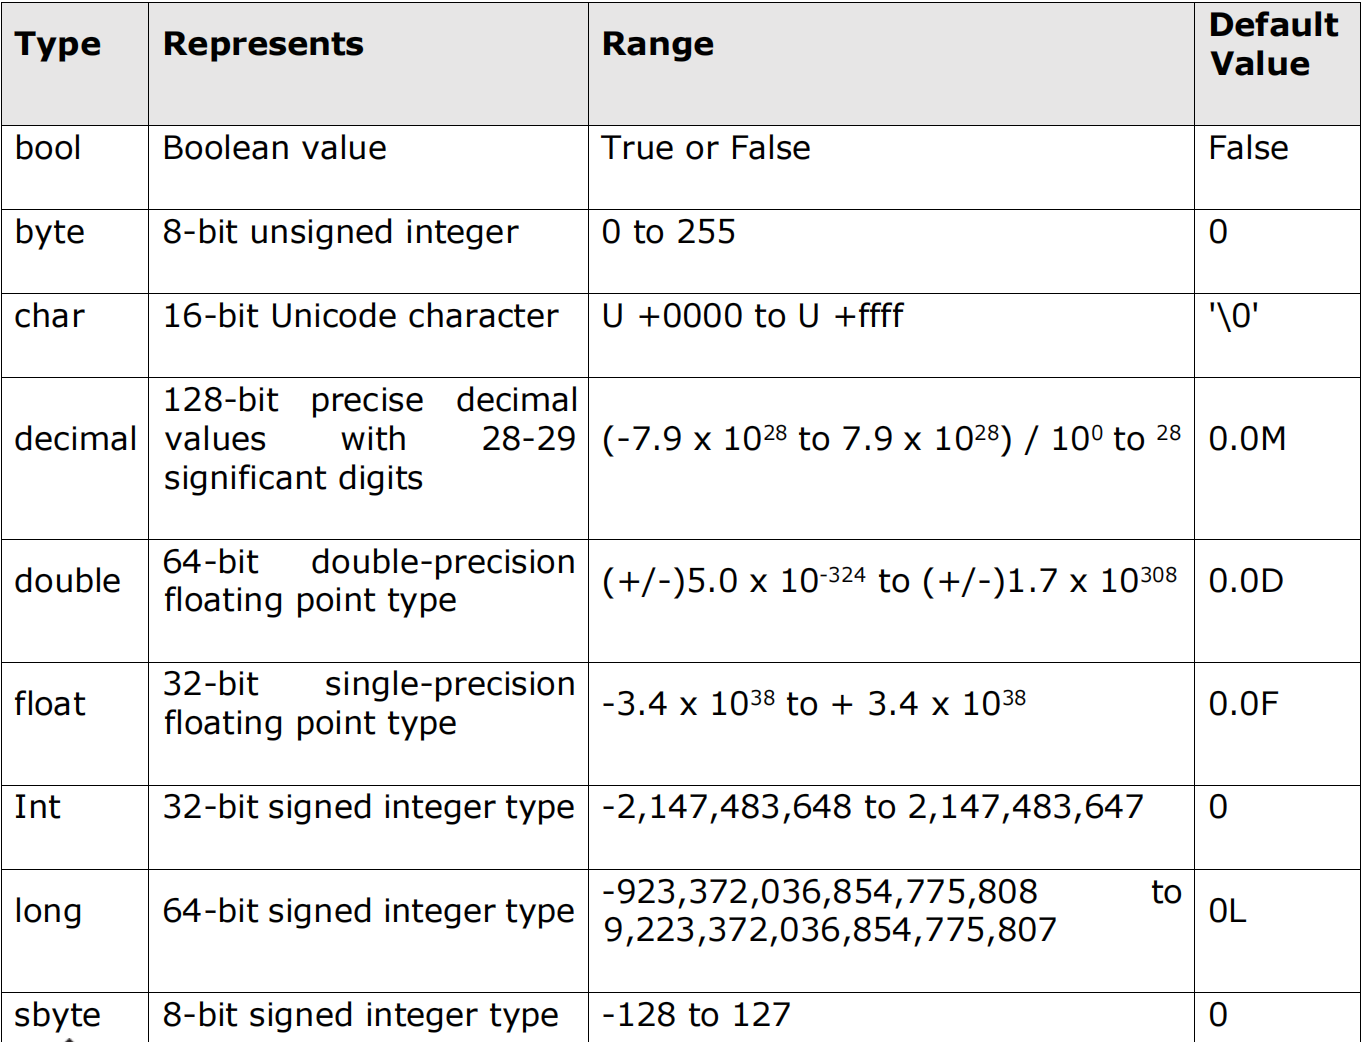 Type Represents Range Default Value
bool Boolean value True or False False
byte 8-bit unsigned integer 0 to 255 0
char 16-bit Unicode character U +0000 to U +ffff '\0'
decimal 128-bit precise decimal values with 28-29 significant digits (-7.9 x 10²⁸ to 7.9 x 10²⁸) / 10⁰ to ²⁸ 0.0M
double 64-bit double-precision floating point type (+/-)5.0 x 10⁻³²⁴ to (+/-)1.7 x 10³⁰⁸ 0.0D
float 32-bit single-precision floating point type -3.4 x 10³⁸ to + 3.4 x 10³⁸ 0.0F
Int 32-bit signed integer type -2,147,483,648 to 2,147,483,647 0
long 64-bit signed integer type -923,372,036,854,775,808 to 9,223,372,036,854,775,807 0L
sbyte 8-bit signed integer type -128 to 127 0